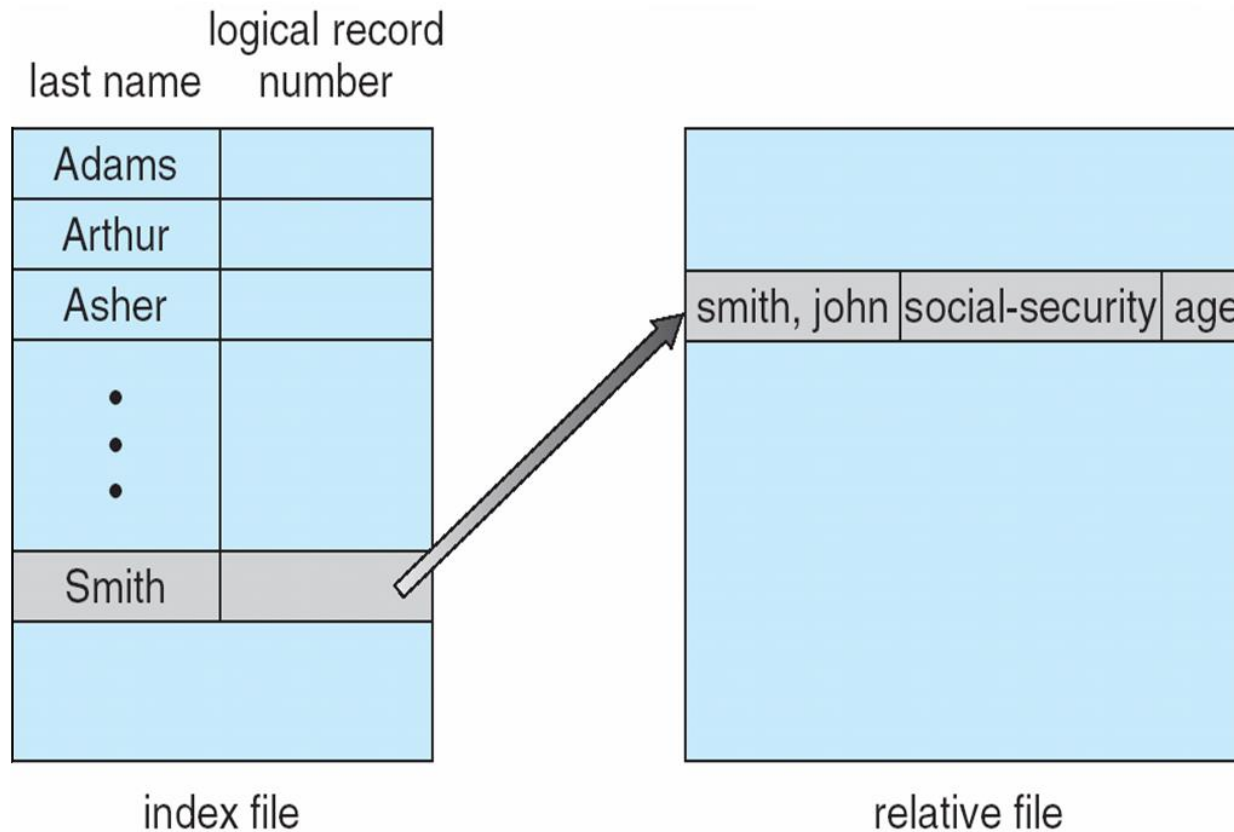 logical record
last name number
Adams
Arthur
Asher
Smith
smith, john social-security age
index file relative file